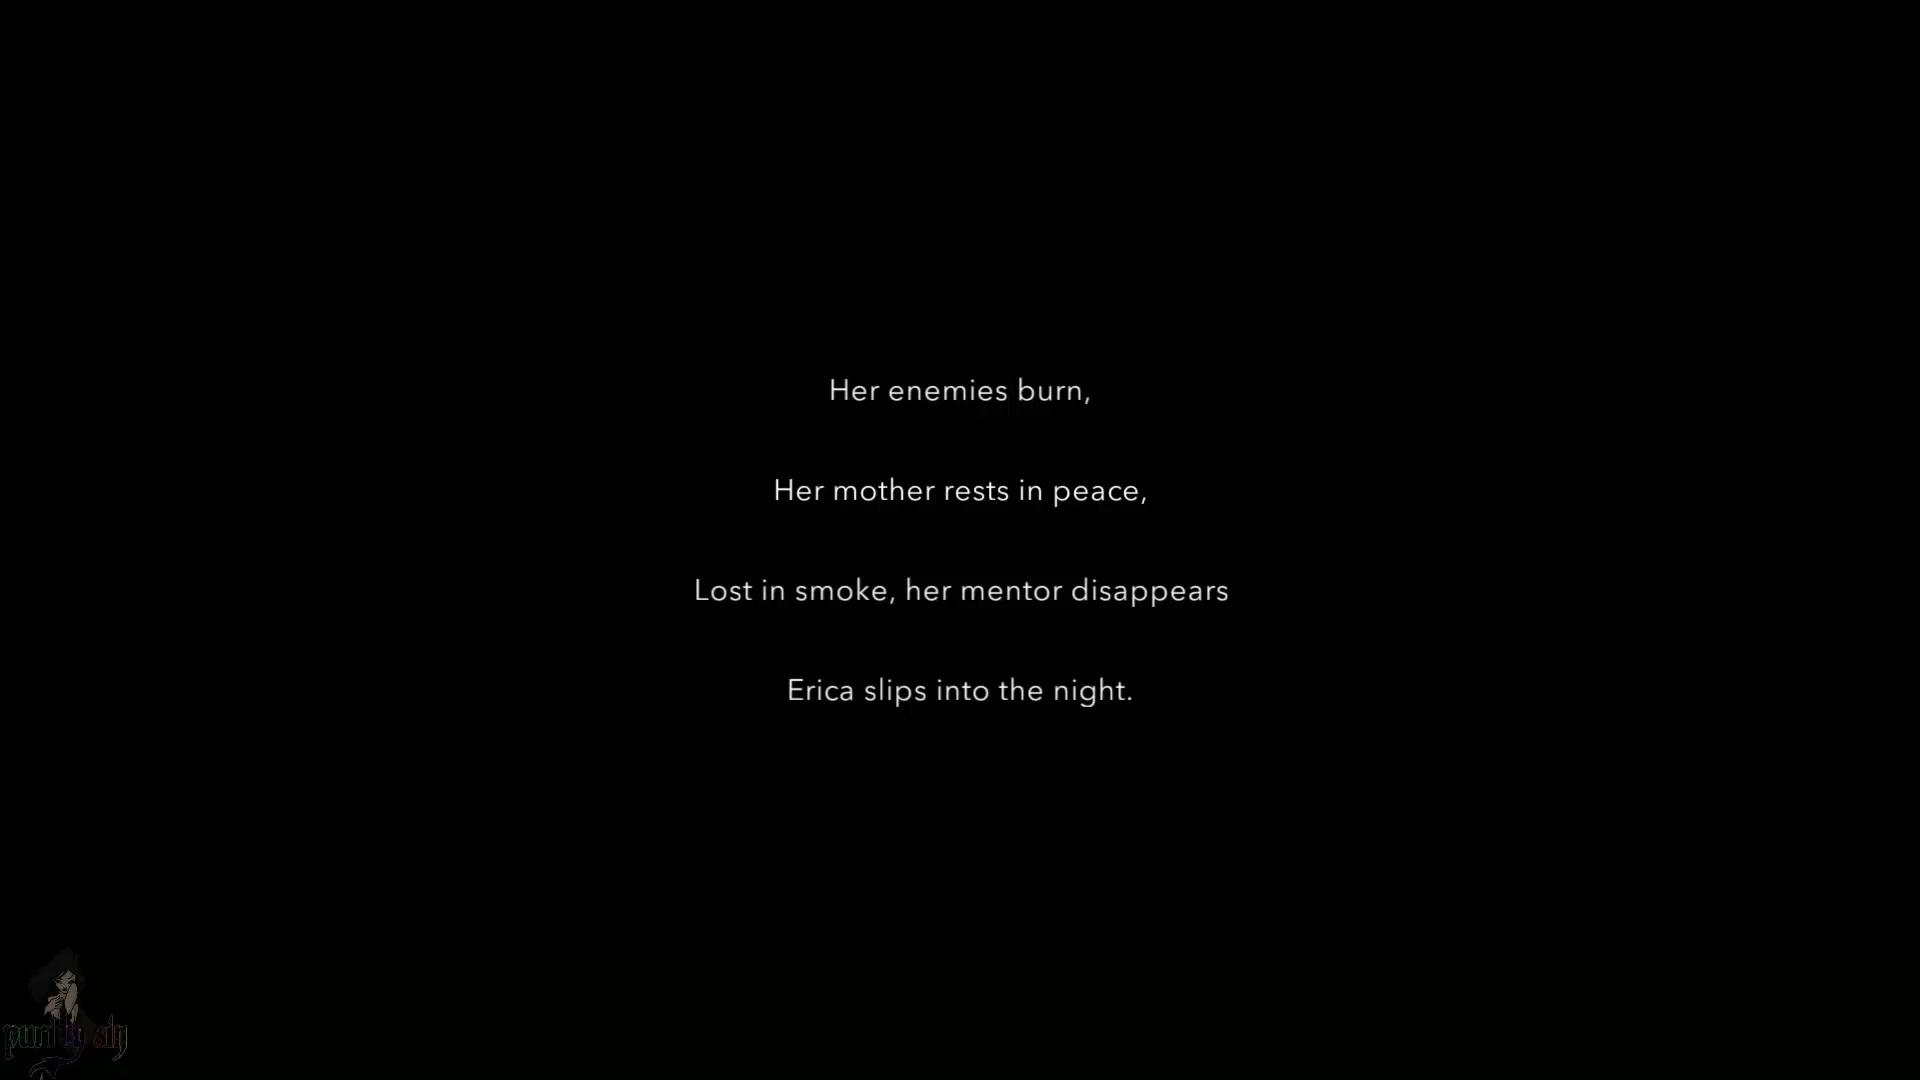 Her enemies burn,
Her mother rests in peace,
Lost in smoke, her mentor disappears
Erica slips into the night.